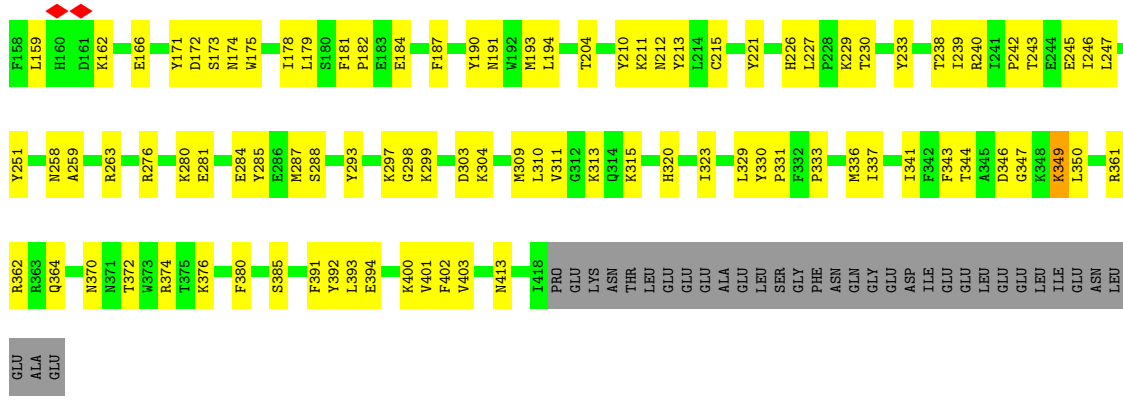 F158 L159 H160 D161 K162 E166 Y171 D172 S173 N174 W175 I178 L179 S180 F181 P182 E183 E184 F187 Y190 N191 W192 M193 L194 T204 Y210 K211 N212 Y213 L214 C215 Y221 H226 L227 P228 K229 T230 Y233 T238 I239 R240 I241 P242 T243 E244 E245 I246 L247
Y251 N258 A259 R263 R276 K280 E281 E284 Y285 E286 M287 S288 Y293 K297 G298 K299 D303 K304 M309 L310 V311 G312 K313 Q314 K315 H320 I323 L329 Y330 P331 F332 P333 M336 I337 I341 F342 F343 T344 A345 D346 G347 K348 K349 L350 R361
R362 R363 Q364 N370 N371 T372 W373 R374 T375 K376 F380 S385 F391 Y392 L393 E394 K400 V401 F402 V403 N413 I418 PRO GLU LYS ASN THR LEU GLU GLU GLU ALA GLU LEU SER GLY PHE ASN GLN GLY GLU ASP ILE GLU GLU LEU GLU GLU LEU ILE GLU ASN LEU
GLU ALA GLU